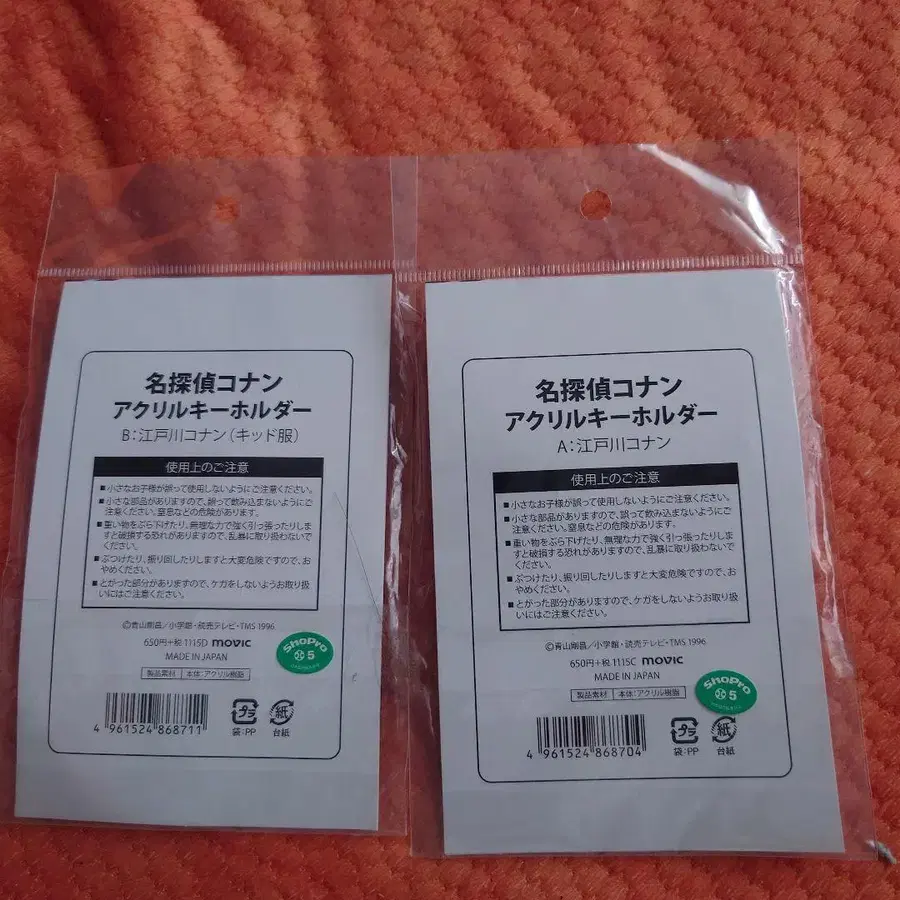 名探偵コナン
アクリルキーホルダー
B:江戸川コナン(キッド服)
使用上のご注意
■小さなお子様が誤って使用しないようにご注意ください。
■小さな部品がありますので、誤って飲み込まないようにご
注意ください。窒息などの危険があります。
■重い物をぶら下げたり、無理な力で強く引っ張ったりしま
すと破損する恐れがありますので、乱暴に取り扱わないで
ください。
■ぶつけたり、振り回したりしますと大変危険ですので、お
やめください。
■とがった部分がありますので、ケガをしないようお取り扱
いにはご注意ください。
©青山剛昌/小学館・読売テレビ・TMS 1996
650円+税 1115D movic
MADE IN JAPAN
製品素材 本体:アクリル樹脂
ShoPro
5
4 961524 868711
プラ
袋:PP
紙
台紙
名探偵コナン
アクリルキーホルダー
A:江戸川コナン
使用上のご注意
■小さなお子様が誤って使用しないようにご注意ください。
■小さな部品がありますので、誤って飲み込まないようにご
注意ください。窒息などの危険があります。
■重い物をぶら下げたり、無理な力で強く引っ張ったりしま
すと破損する恐れがありますので、乱暴に取り扱わないで
ください。
■ぶつけたり、振り回したりしますと大変危険ですので、お
やめください。
■とがった部分がありますので、ケガをしないようお取り扱
いにはご注意ください。
©青山剛昌/小学館・読売テレビ・TMS 1996
650円+税 1115C movic
MADE IN JAPAN
製品素材 本体:アクリル樹脂
ShoPro
5
4 961524 868704
プラ
袋:PP
紙
台紙